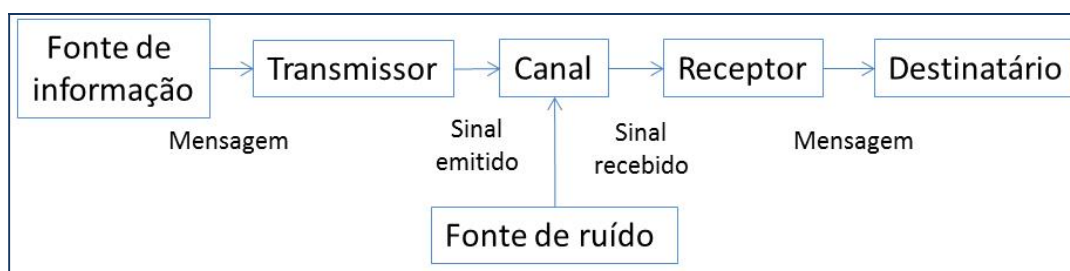 Fonte de
informação
Transmissor
Canal
Receptor
Destinatário
Mensagem
Sinal
emitido
Sinal
recebido
Mensagem
Fonte de ruído